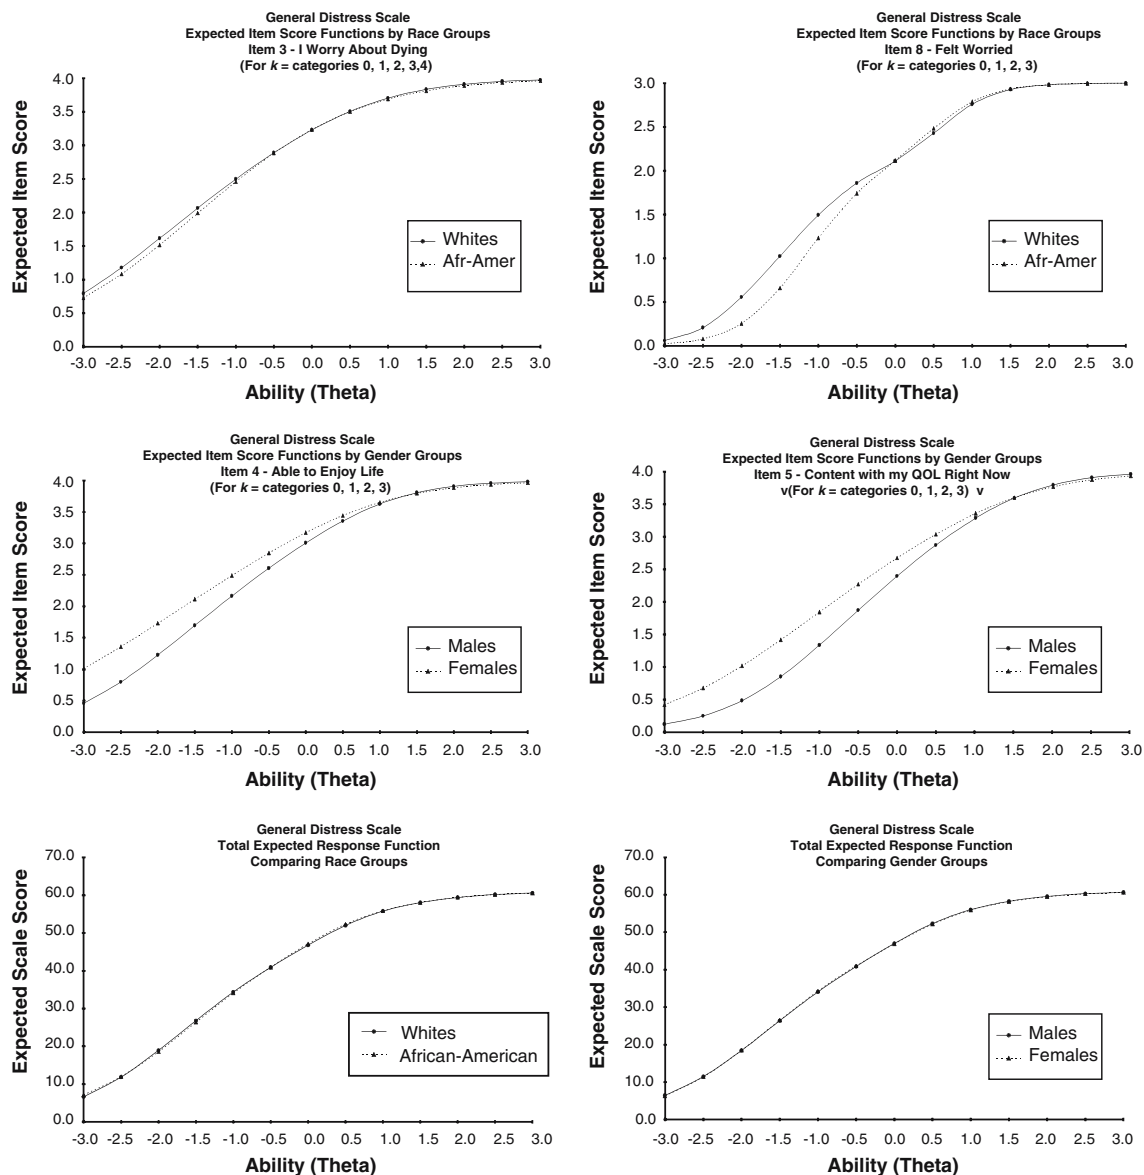 General Distress Scale
Expected Item Score Functions by Race Groups
Item 3 - I Worry About Dying
(For k = categories 0, 1, 2, 3,4)
Expected Item Score
4.0
3.5
3.0
2.5
2.0
1.5
1.0
0.5
0.0
Whites
Afr-Amer
-3.0 -2.5 -2.0 -1.5 -1.0 -0.5 0.0 0.5 1.0 1.5 2.0 2.5 3.0
Ability (Theta)
General Distress Scale
Expected Item Score Functions by Race Groups
Item 8 - Felt Worried
(For k = categories 0, 1, 2, 3)
Expected Item Score
3.0
2.5
2.0
1.5
1.0
0.5
0.0
Whites
Afr-Amer
-3.0 -2.5 -2.0 -1.5 -1.0 -0.5 0.0 0.5 1.0 1.5 2.0 2.5 3.0
Ability (Theta)
General Distress Scale
Expected Item Score Functions by Gender Groups
Item 4 - Able to Enjoy Life
(For k = categories 0, 1, 2, 3)
Expected Item Score
4.0
3.5
3.0
2.5
2.0
1.5
1.0
0.5
0.0
Males
Females
-3.0 -2.5 -2.0 -1.5 -1.0 -0.5 0.0 0.5 1.0 1.5 2.0 2.5 3.0
Ability (Theta)
General Distress Scale
Expected Item Score Functions by Gender Groups
Item 5 - Content with my QOL Right Now
v(For k = categories 0, 1, 2, 3) v
Expected Item Score
4.0
3.5
3.0
2.5
2.0
1.5
1.0
0.5
0.0
Males
Females
-3.0 -2.5 -2.0 -1.5 -1.0 -0.5 0.0 0.5 1.0 1.5 2.0 2.5 3.0
Ability (Theta)
General Distress Scale
Total Expected Response Function
Comparing Race Groups
Expected Scale Score
70.0
60.0
50.0
40.0
30.0
20.0
10.0
0.0
Whites
African-American
-3.0 -2.5 -2.0 -1.5 -1.0 -0.5 0.0 0.5 1.0 1.5 2.0 2.5 3.0
Ability (Theta)
General Distress Scale
Total Expected Response Function
Comparing Gender Groups
Expected Scale Score
70.0
60.0
50.0
40.0
30.0
20.0
10.0
0.0
Males
Females
-3.0 -2.5 -2.0 -1.5 -1.0 -0.5 0.0 0.5 1.0 1.5 2.0 2.5 3.0
Ability (Theta)